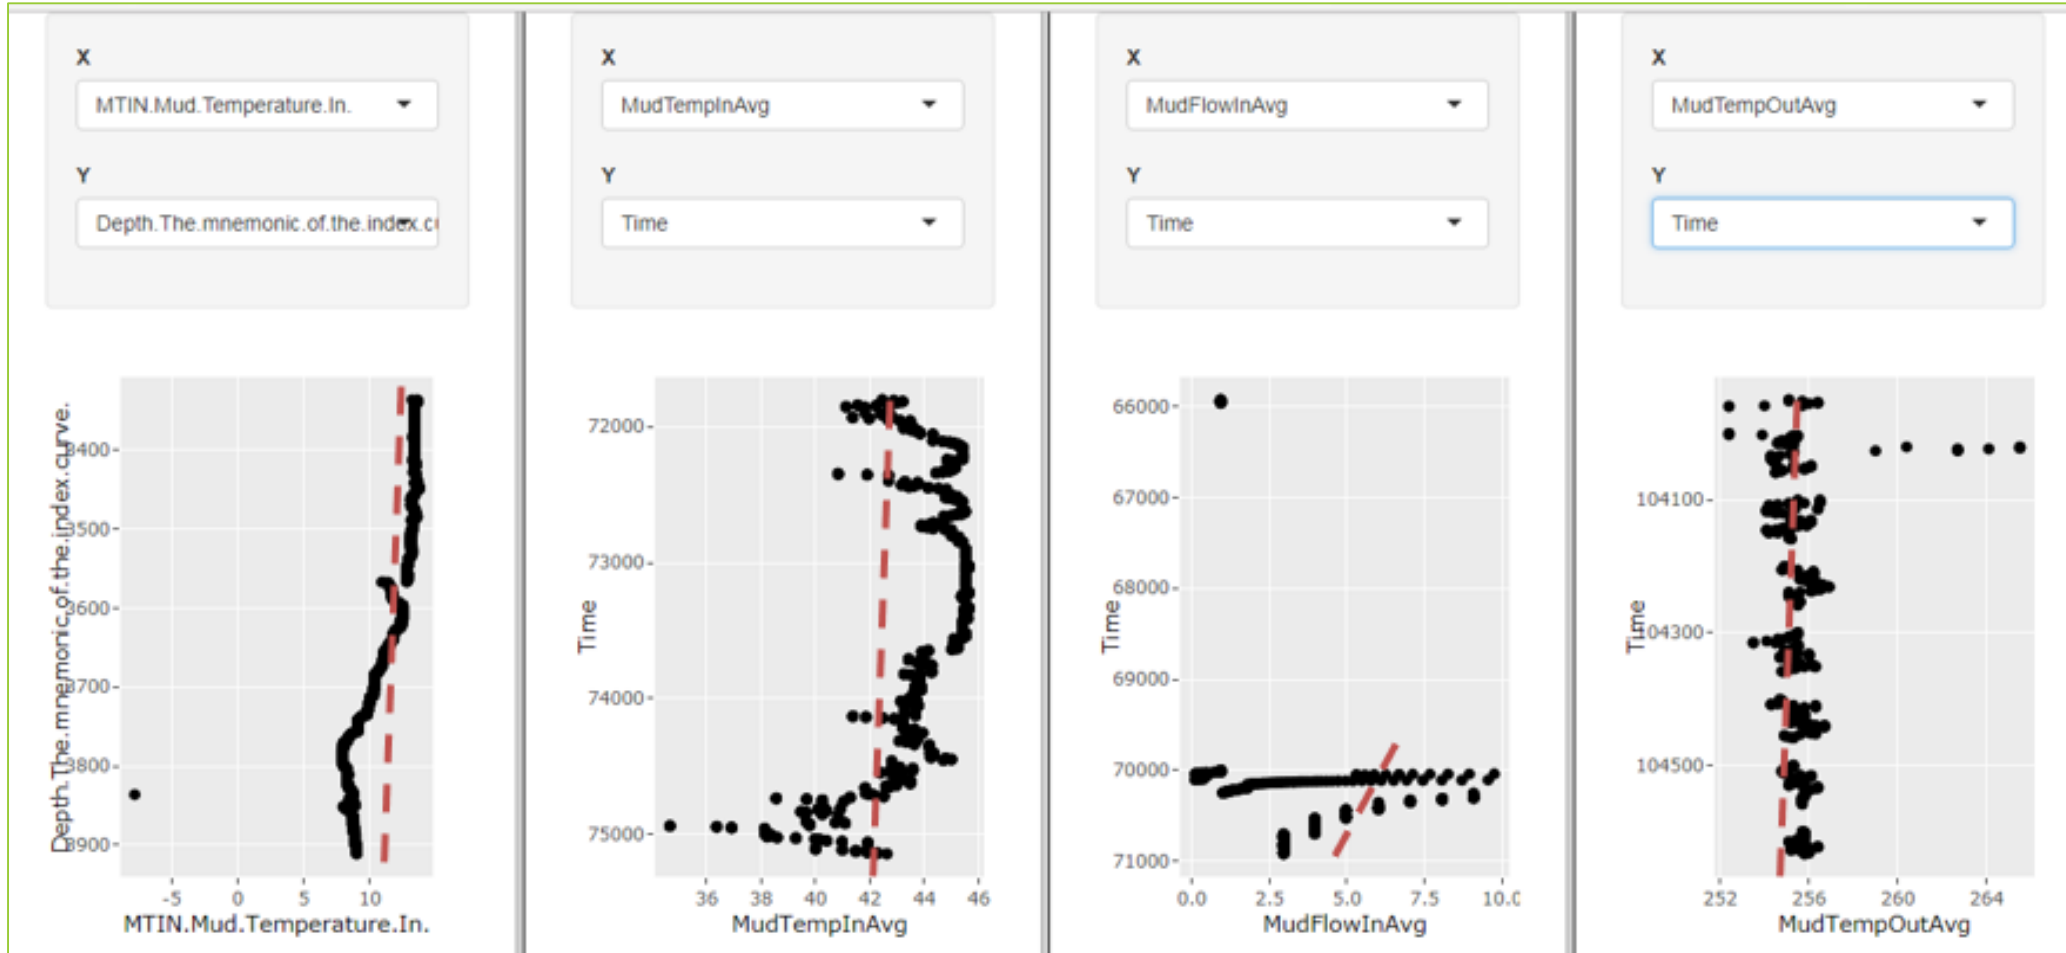 X
MTIN.Mud.Temperature.In.
Y
Depth.The.mnemonic.of.the.index.c
Depth.The.mnemonic.of.the.index.curve.
3400
3500
3600
3700
3800
3900
-5 0 5 10
MTIN.Mud.Temperature.In.
X
MudTempInAvg
Y
Time
Time
72000
73000
74000
75000
36 38 40 42 44 46
MudTempInAvg
X
MudFlowInAvg
Y
Time
Time
66000
67000
68000
69000
70000
71000
0.0 2.5 5.0 7.5 10.0
MudFlowInAvg
X
MudTempOutAvg
Y
Time
Time
104100
104300
104500
252 256 260 264
MudTempOutAvg